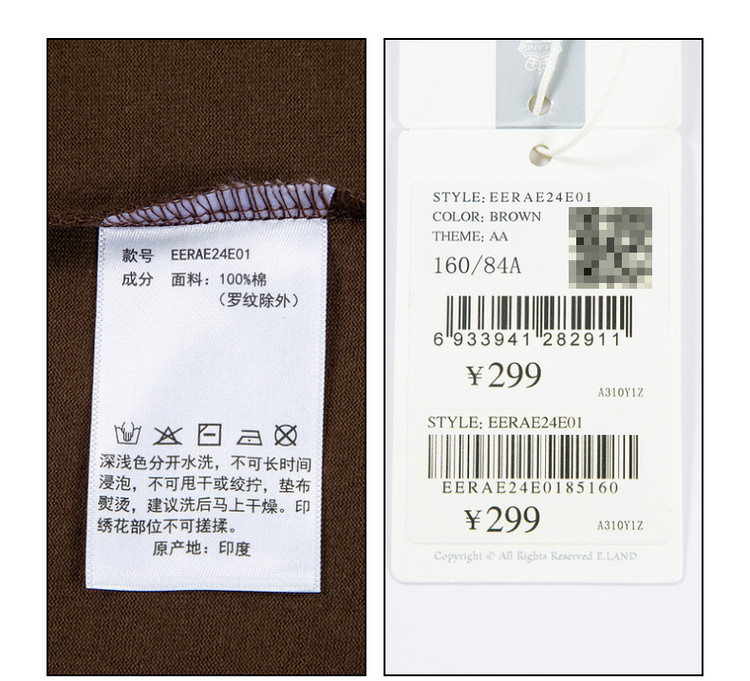 款号 EERAE24E01
成分 面料：100%棉
（罗纹除外）
深浅色分开水洗，不可长时间
浸泡，不可甩干或绞拧，垫布
熨烫，建议洗后马上干燥。印
绣花部位不可搓揉。
原产地：印度
STYLE: EERAE24E01
COLOR: BROWN
THEME: AA
160/84A
6 933941 282911
¥299
A310Y1Z
STYLE: EERAE24E01
EERAE24E0185160
¥299
A310Y1Z
Copyright © All Rights Reserved E.LAND